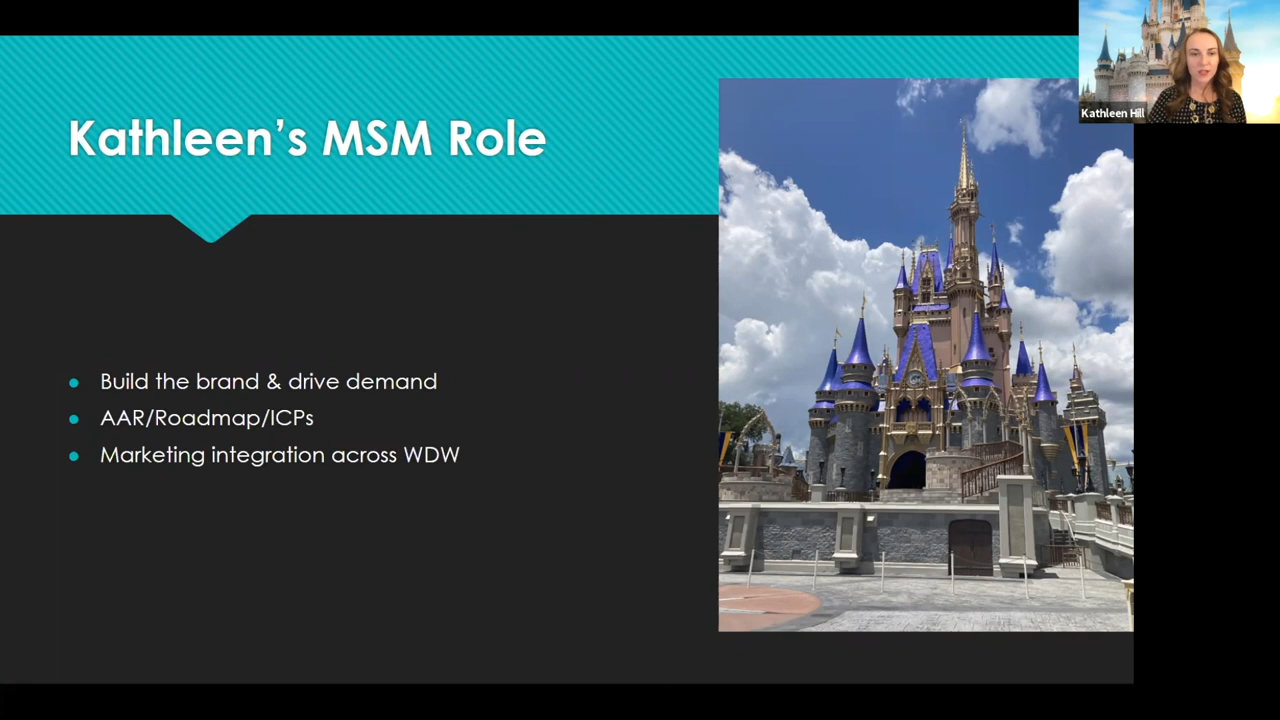 Kathleen's MSM Role
Kathleen Hill
● Build the brand & drive demand
● AAR/Roadmap/ICPs
● Marketing integration across WDW